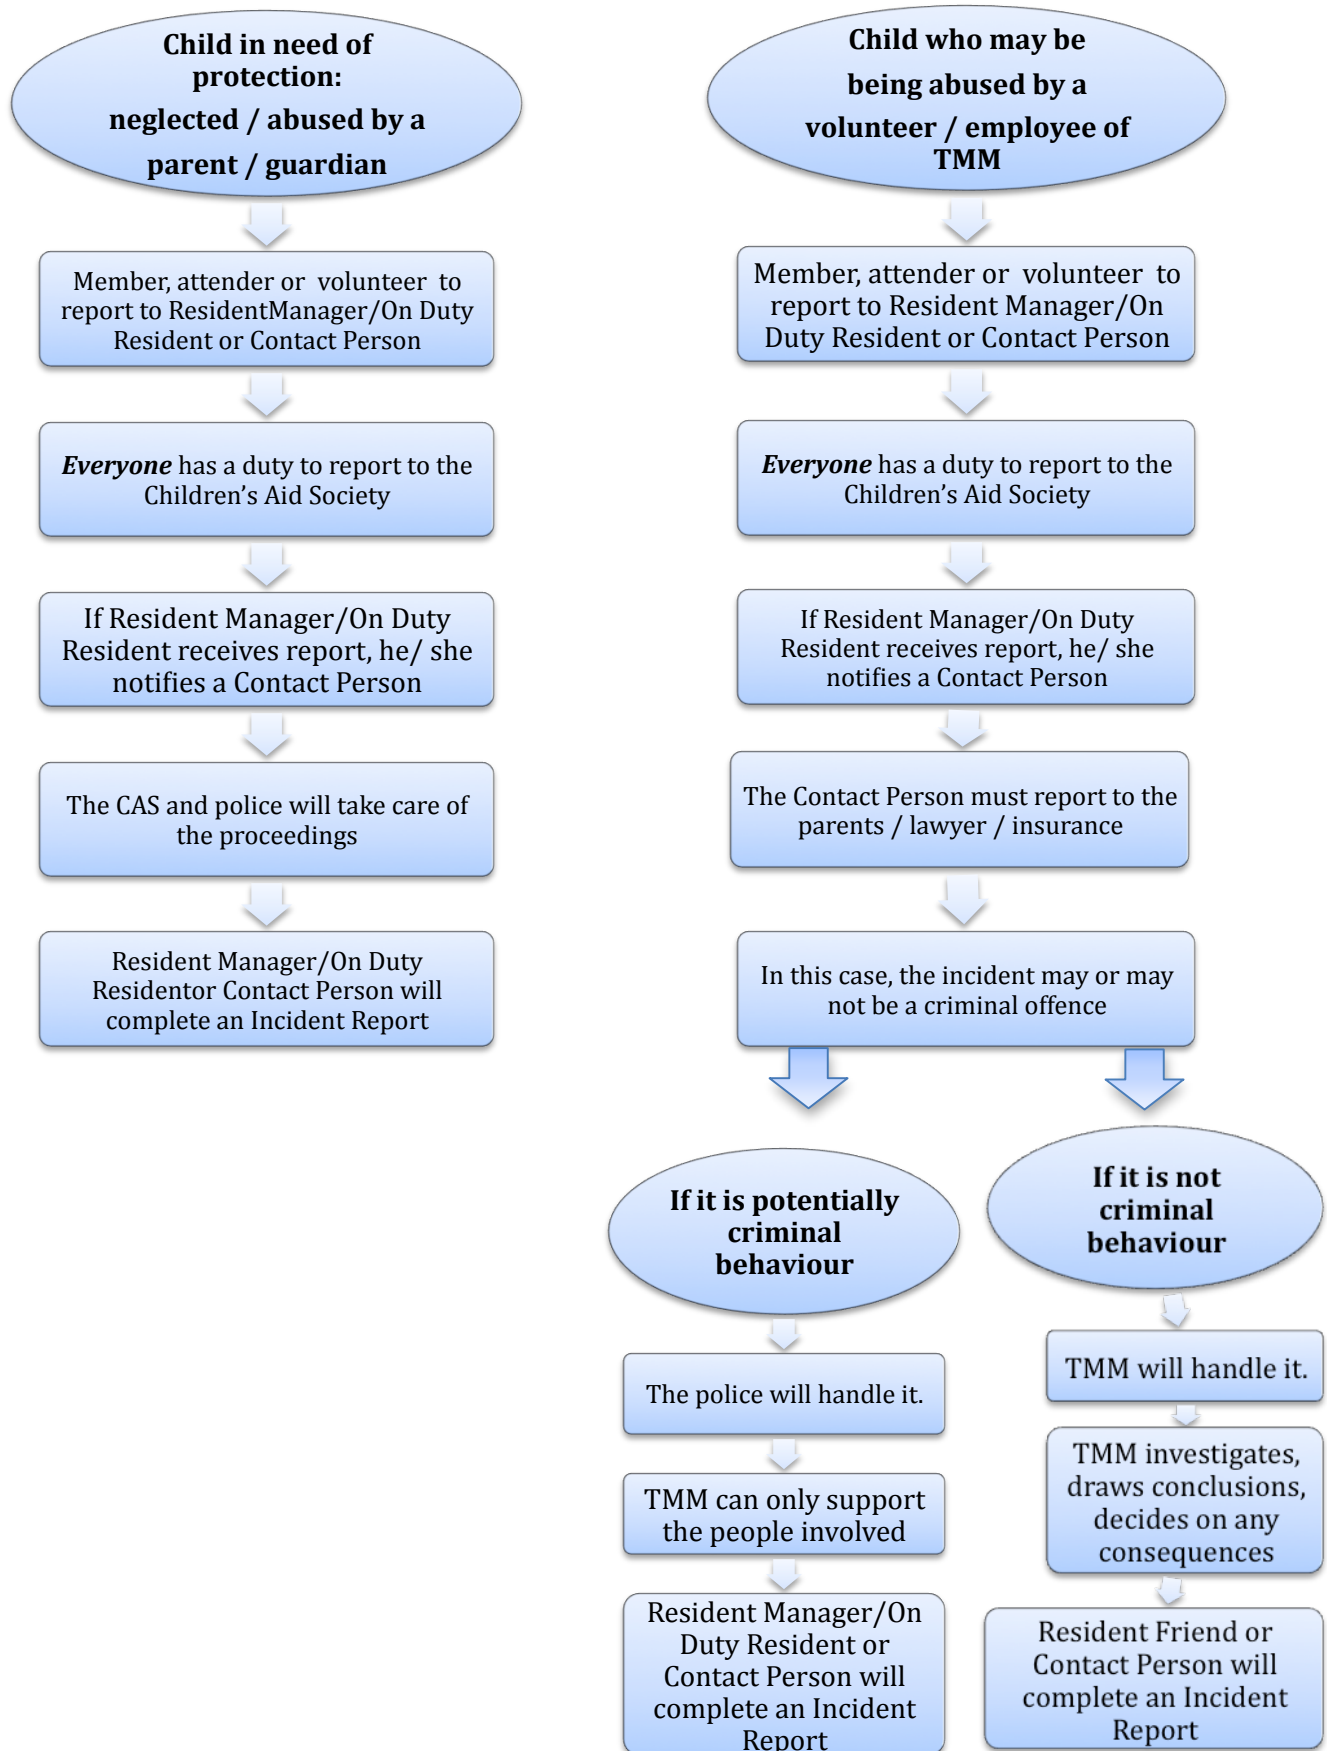 Child in need of
protection:
neglected / abused by a
parent / guardian
Member, attender or volunteer to
report to ResidentManager/On Duty
Resident or Contact Person
Everyone has a duty to report to the
Children’s Aid Society
If Resident Manager/On Duty
Resident receives report, he/ she
notifies a Contact Person
The CAS and police will take care of
the proceedings
Resident Manager/On Duty
Residentor Contact Person will
complete an Incident Report
Child who may be
being abused by a
volunteer / employee of
TMM
Member, attender or volunteer to
report to Resident Manager/On
Duty Resident or Contact Person
Everyone has a duty to report to the
Children’s Aid Society
If Resident Manager/On Duty
Resident receives report, he/ she
notifies a Contact Person
The Contact Person must report to the
parents / lawyer / insurance
In this case, the incident may or may
not be a criminal offence
If it is potentially
criminal
behaviour
The police will handle it.
TMM can only support
the people involved
Resident Manager/On
Duty Resident or
Contact Person will
complete an Incident
Report
If it is not
criminal
behaviour
TMM will handle it.
TMM investigates,
draws conclusions,
decides on any
consequences
Resident Friend or
Contact Person will
complete an Incident
Report